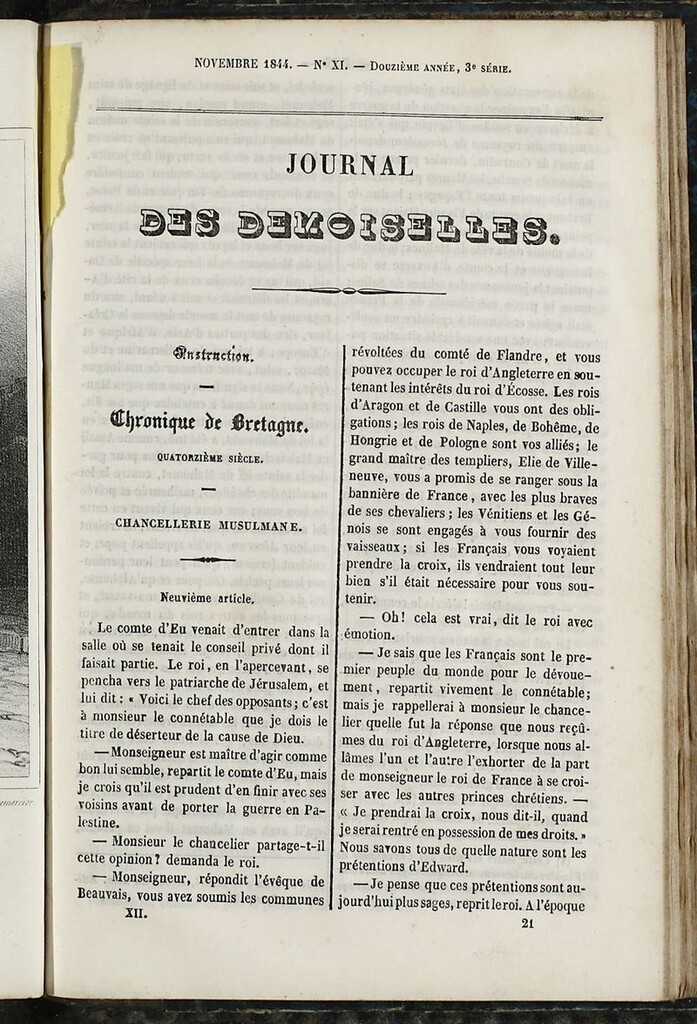 NOVEMBRE 1844. — N° XI. — DOUZIÈME ANNÉE, 3e SÉRIE.
JOURNAL
DES DEMOISELLES.
Instruction.
Chronique de Bretagne.
QUATORZIÈME SIÈCLE.
CHANCELLERIE MUSULMANE.
Neuvième article.
Le comte d'Eu venait d'entrer dans la
salle où se tenait le conseil privé dont il
faisait partie. Le roi, en l'apercevant, se
pencha vers le patriarche de Jérusalem, et
lui dit : « Voici le chef des opposants ; c'est
à monsieur le connétable que je dois le
titre de déserteur de la cause de Dieu.
— Monseigneur est maître d'agir comme
bon lui semble, repartit le comte d'Eu, mais
je crois qu'il est prudent d'en finir avec ses
voisins avant de porter la guerre en Pa-
lestine.
— Monsieur le chancelier partage-t-il
cette opinion ? demanda le roi.
— Monseigneur, répondit l'évêque de
Beauvais, vous avez soumis les communes
XII.
révoltées du comté de Flandre, et vous
pouvez occuper le roi d'Angleterre en sou-
tenant les intérêts du roi d'Écosse. Les rois
d'Aragon et de Castille vous ont des obli-
gations ; les rois de Naples, de Bohême, de
Hongrie et de Pologne sont vos alliés ; le
grand maître des templiers, Elie de Ville-
neuve, vous a promis de se ranger sous la
bannière de France, avec les plus braves
de ses chevaliers ; les Vénitiens et les Gé-
nois se sont engagés à vous fournir des
vaisseaux ; si les Français vous voyaient
prendre la croix, ils vendraient tout leur
bien s'il était nécessaire pour vous sou-
tenir.
— Oh ! cela est vrai, dit le roi avec
émotion.
— Je sais que les Français sont le pre-
mier peuple du monde pour le dévoue-
ment, repartit vivement le connétable ;
mais je rappellerai à monsieur le chance-
lier quelle fut la réponse que nous reçû-
mes du roi d'Angleterre, lorsque nous al-
lâmes l'un et l'autre l'exhorter de la part
de monseigneur le roi de France à se croi-
ser avec les autres princes chrétiens. —
« Je prendrai la croix, nous dit-il, quand
je serai rentré en possession de mes droits. »
Nous savons tous de quelle nature sont les
prétentions d'Edward.
— Je pense que ces prétentions sont au-
jourd'hui plus sages, reprit le roi. A l'époque
21